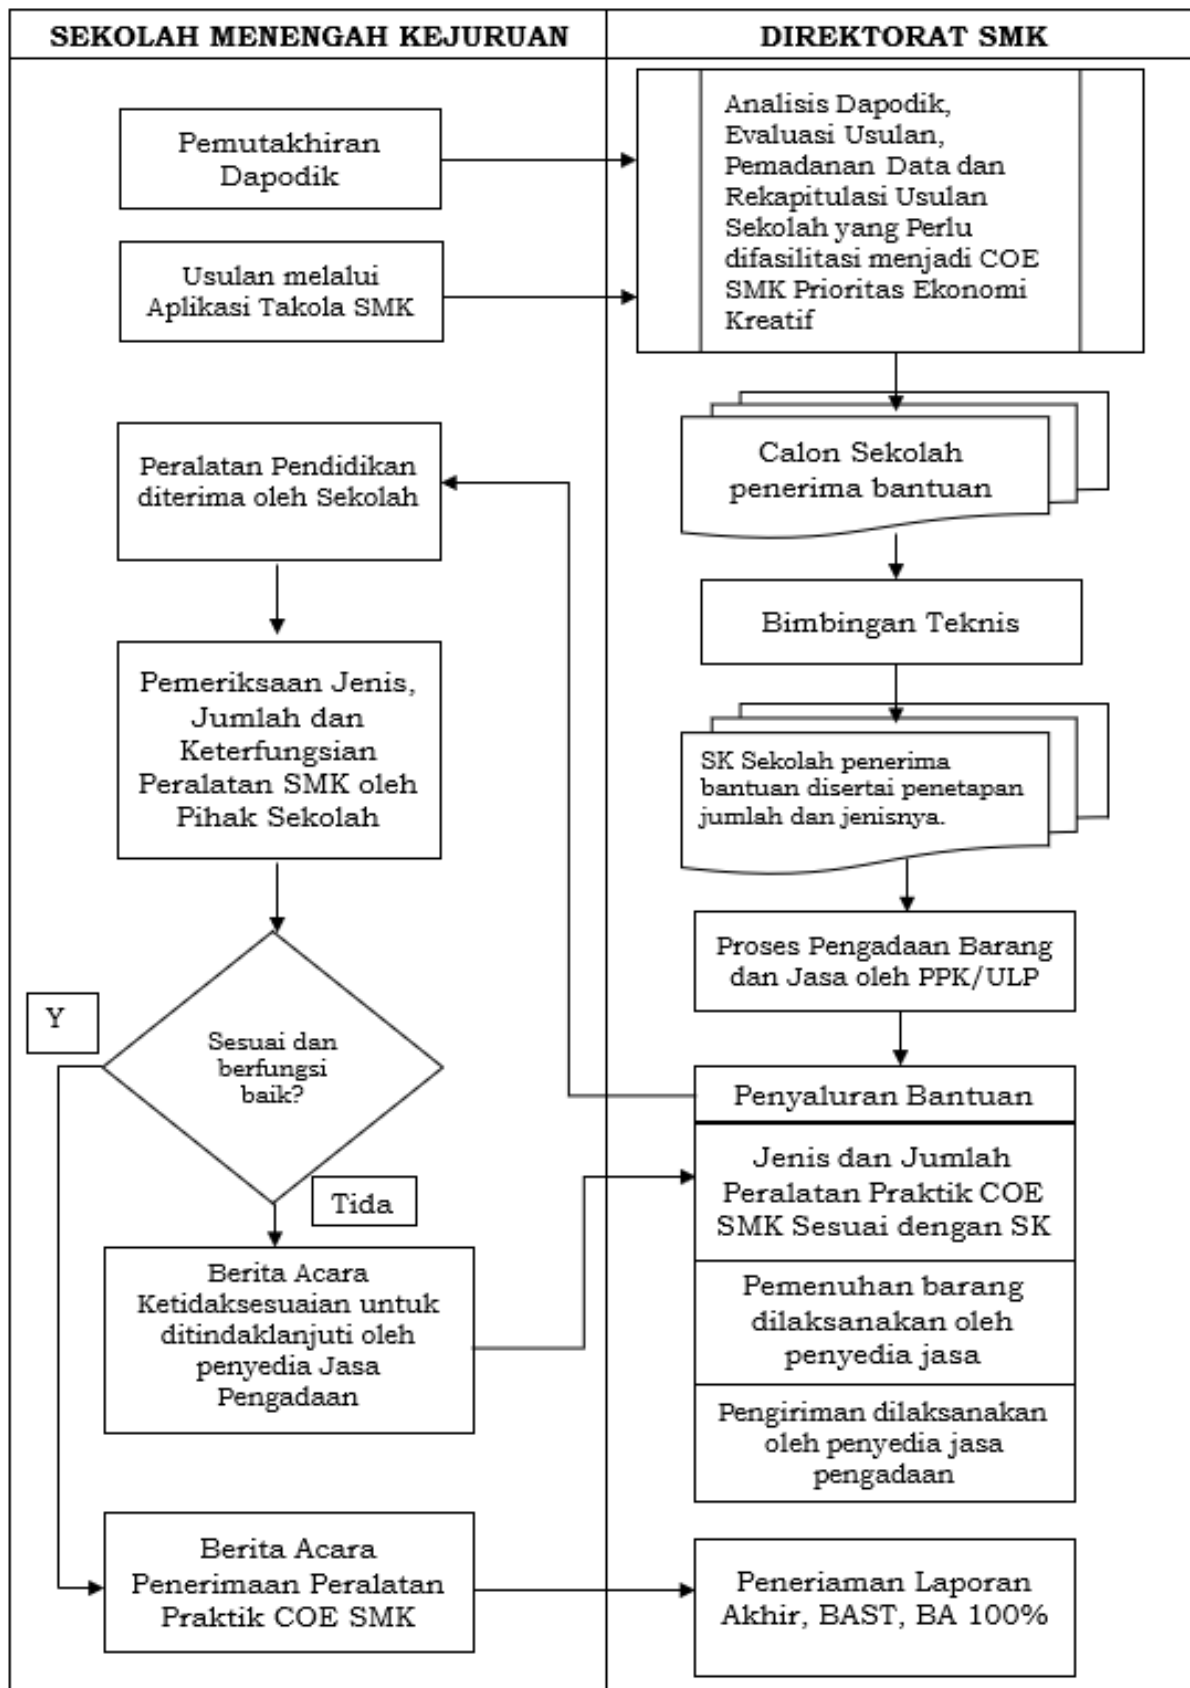 SEKOLAH MENENGAH KEJURUAN
DIREKTORAT SMK
Pemutakhiran
Dapodik
Usulan melalui
Aplikasi Takola SMK
Analisis Dapodik,
Evaluasi Usulan,
Pemadanan Data dan
Rekapitulasi Usulan
Sekolah yang Perlu
difasilitasi menjadi COE
SMK Prioritas Ekonomi
Kreatif
Calon Sekolah
penerima bantuan
Bimbingan Teknis
SK Sekolah penerima
bantuan disertai penetapan
jumlah dan jenisnya.
Proses Pengadaan Barang
dan Jasa oleh PPK/ULP
Penyaluran Bantuan
Jenis dan Jumlah
Peralatan Praktik COE
SMK Sesuai dengan SK
Pemenuhan barang
dilaksanakan oleh
penyedia jasa
Pengiriman dilaksanakan
oleh penyedia jasa
pengadaan
Peralatan Pendidikan
diterima oleh Sekolah
Pemeriksaan Jenis,
Jumlah dan
Keterfungsian
Peralatan SMK oleh
Pihak Sekolah
Sesuai dan
berfungsi
baik?
Y
Tida
Berita Acara
Ketidaksesuaian untuk
ditindaklanjuti oleh
penyedia Jasa
Pengadaan
Berita Acara
Penerimaan Peralatan
Praktik COE SMK
Peneriaman Laporan
Akhir, BAST, BA 100%